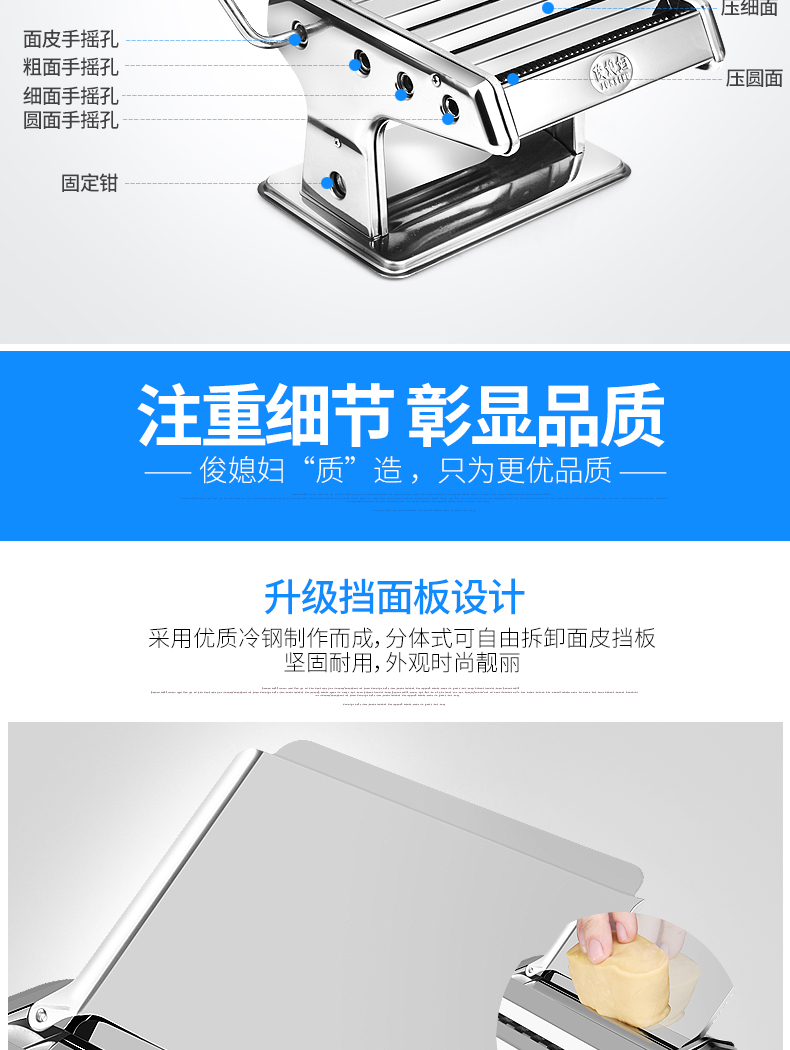 压细面
面皮手摇孔
粗面手摇孔
压圆面
细面手摇孔
圆面手摇孔
固定钳
注重细节 彰显品质
—— 俊媳妇“质”造，只为更优品质 ——
升级挡面板设计
采用优质冷钢制作而成，分体式可自由拆卸面皮挡板
坚固耐用，外观时尚靓丽